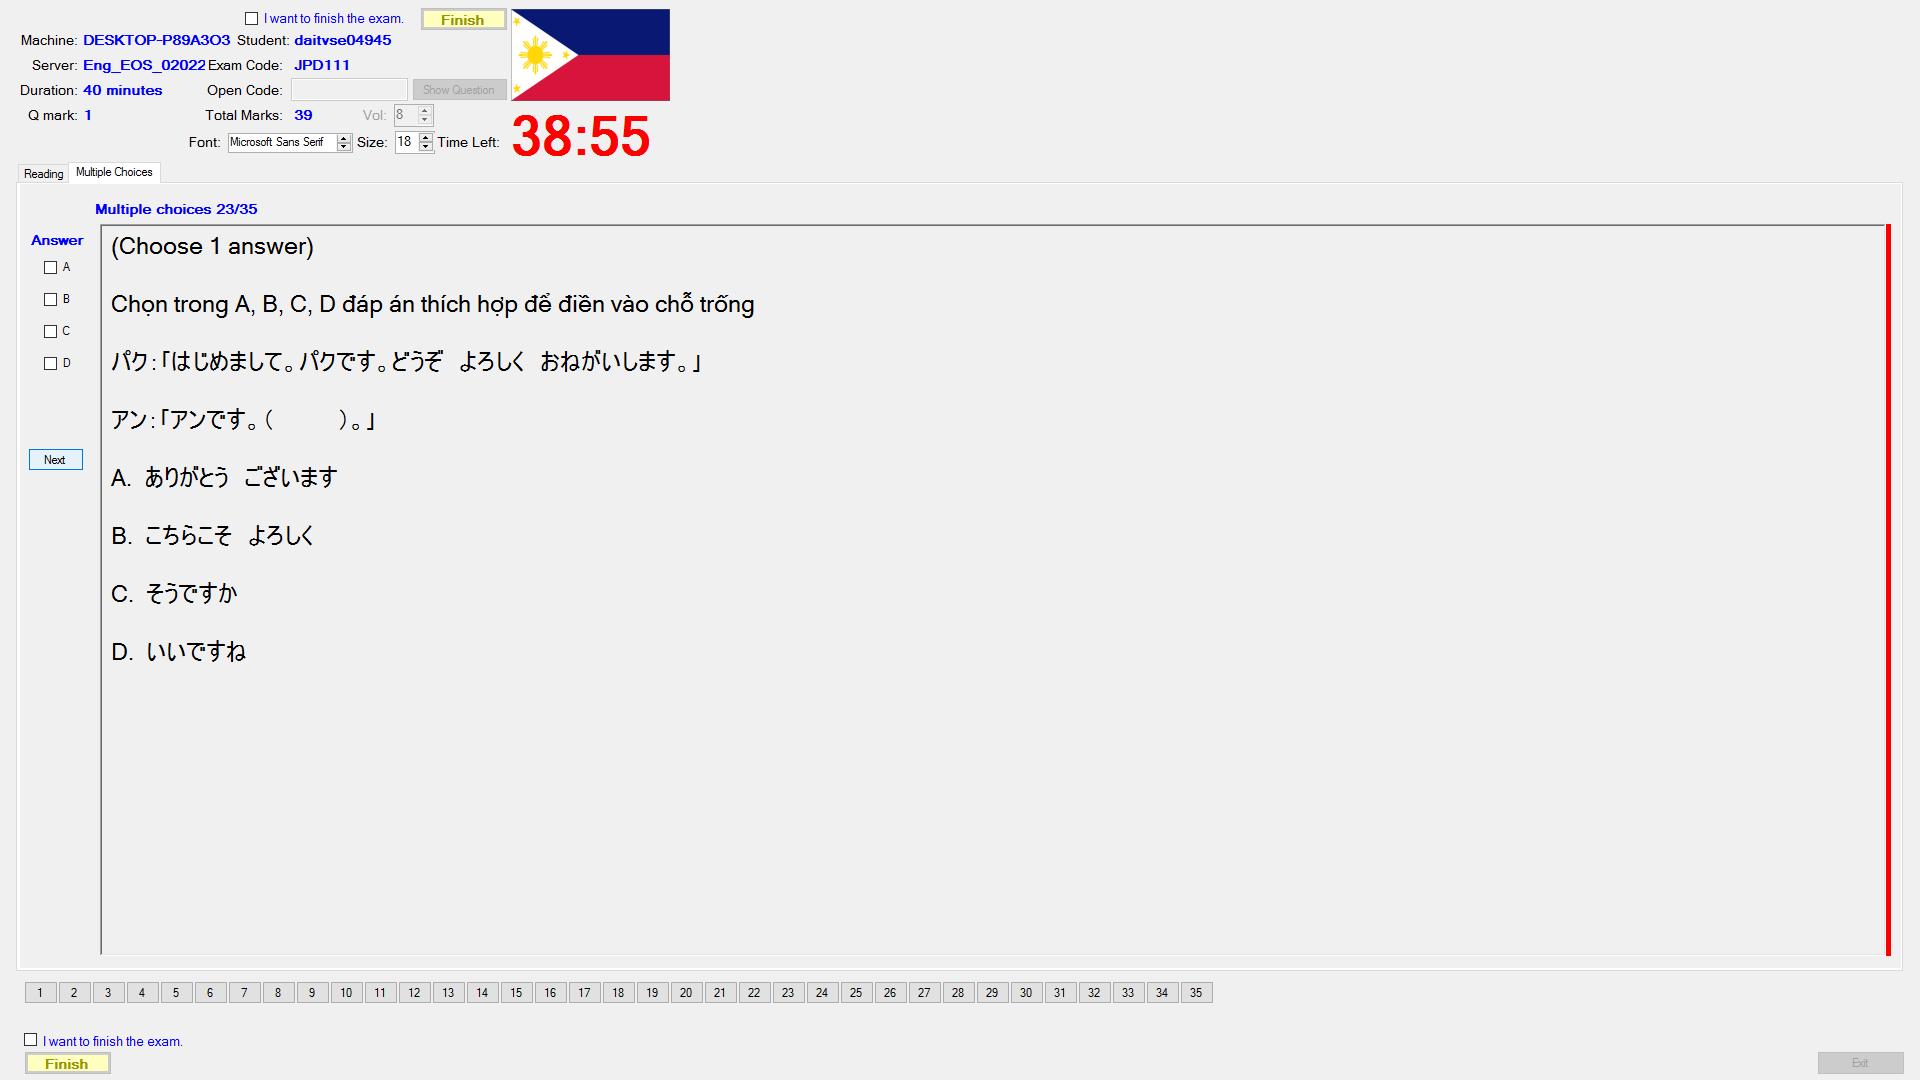 I want to finish the exam. Finish
Machine: DESKTOP-P89A3O3 Student: daitvse04945
Server: Eng_EOS_02022 Exam Code: JPD111
Duration: 40 minutes Open Code: Show Question
Q mark: 1 Total Marks: 39 Vol: 8
Font: Microsoft Sans Serif Size: 18 Time Left: 38:55
Reading Multiple Choices
Multiple choices 23/35
Answer
A
B
C
D
Next
(Choose 1 answer)
Chọn trong A, B, C, D đáp án thích hợp để điền vào chỗ trống
パク：「はじめまして。パクです。どうぞ　よろしく　おねがいします。」
アン：「アンです。（　　　）。」
A. ありがとう　ございます
B. こちらこそ　よろしく
C. そうですか
D. いいですね
1 2 3 4 5 6 7 8 9 10 11 12 13 14 15 16 17 18 19 20 21 22 23 24 25 26 27 28 29 30 31 32 33 34 35
I want to finish the exam.
Finish Exit